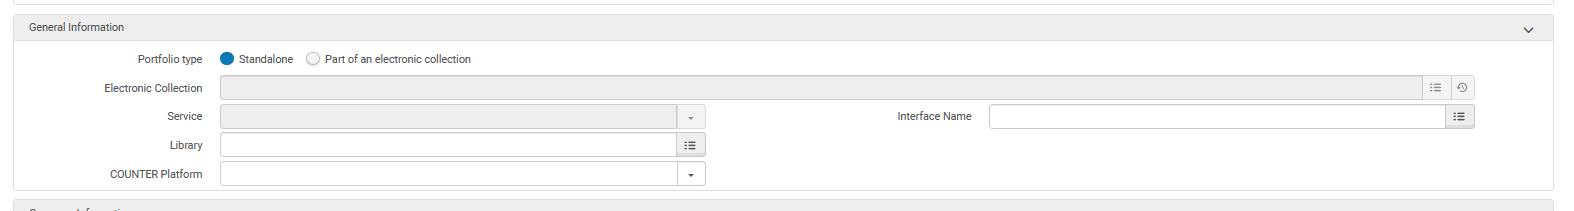 General Information
Portfolio type Standalone Part of an electronic collection
Electronic Collection
Service Interface Name
Library
COUNTER Platform